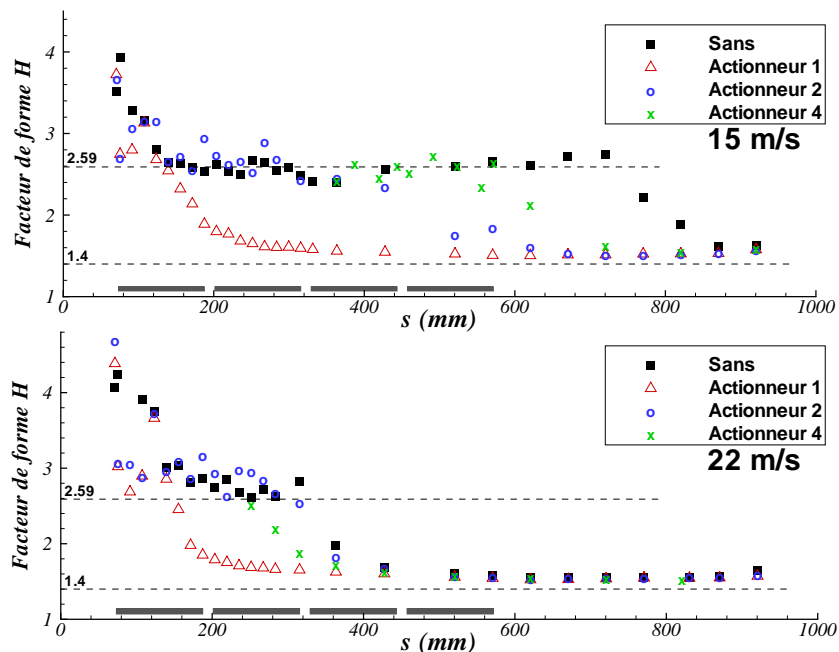 Facteur de forme H
4
3
2
1
2.59
1.4
Sans
Actionneur 1
Actionneur 2
Actionneur 4
15 m/s
0 200 400 600 800 1000
s (mm)
Facteur de forme H
4
3
2
1
2.59
1.4
Sans
Actionneur 1
Actionneur 2
Actionneur 4
22 m/s
0 200 400 600 800 1000
s (mm)